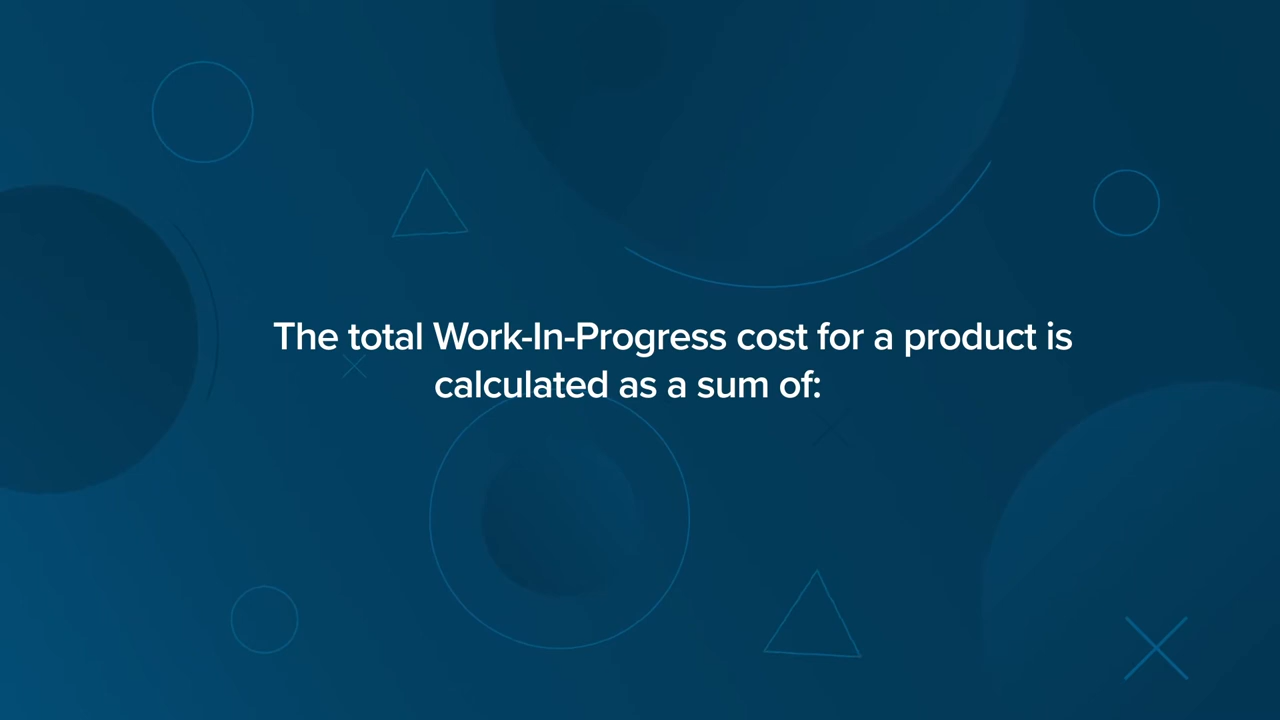 The total Work-In-Progress cost for a product is
calculated as a sum of: